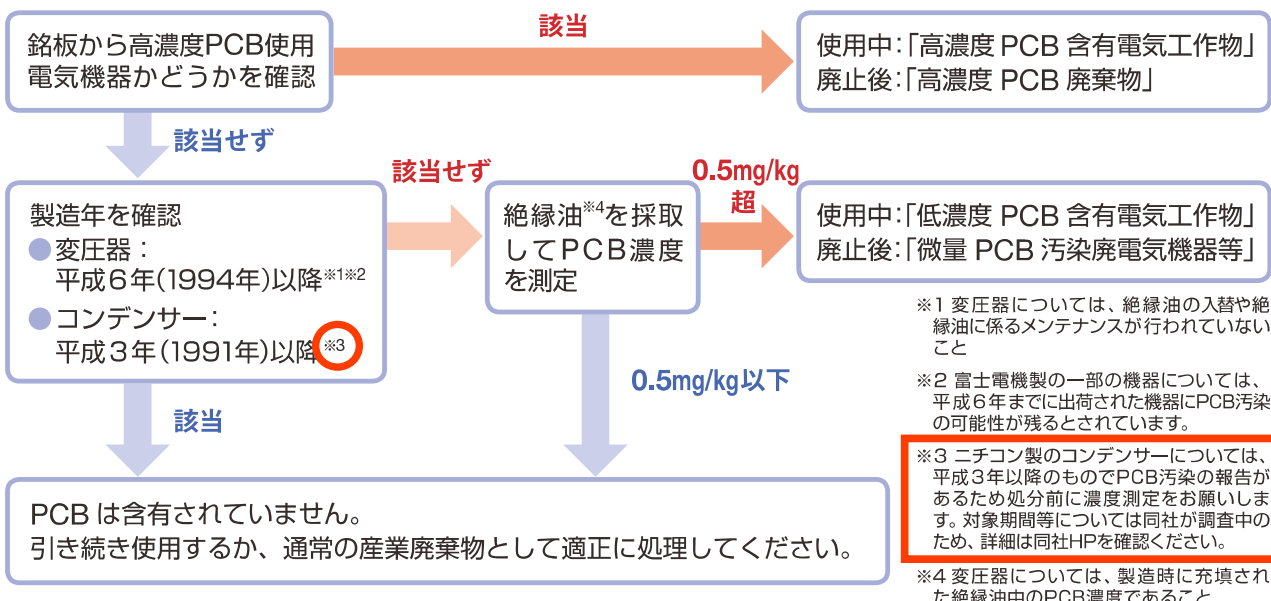 該当
銘板から高濃度PCB使用
電気機器かどうかを確認
使用中:「高濃度 PCB 含有電気工作物」
廃止後:「高濃度 PCB 廃棄物」
該当せず
製造年を確認
●変圧器：
平成6年(1994年)以降※1※2
●コンデンサー：
平成3年(1991年)以降※3
該当せず
絶縁油※4を採取
してPCB濃度
を測定
0.5mg/kg
超
使用中:「低濃度 PCB 含有電気工作物」
廃止後:「微量 PCB 汚染廃電気機器等」
該当
0.5mg/kg以下
PCB は含有されていません。
引き続き使用するか、通常の産業廃棄物として適正に処理してください。
※1 変圧器については、絶縁油の入替や絶
縁油に係るメンテナンスが行われていない
こと
※2 富士電機製の一部の機器については、
平成6年までに出荷された機器にPCB汚染
の可能性が残るとされています。
※3 ニチコン製のコンデンサーについては、
平成3年以降のものでPCB汚染の報告が
あるため処分前に濃度測定をお願いしま
す。対象期間等については同社が調査中の
ため、詳細は同社HPを確認ください。
※4 変圧器については、製造時に充填され
た絶縁油中のPCB濃度であること